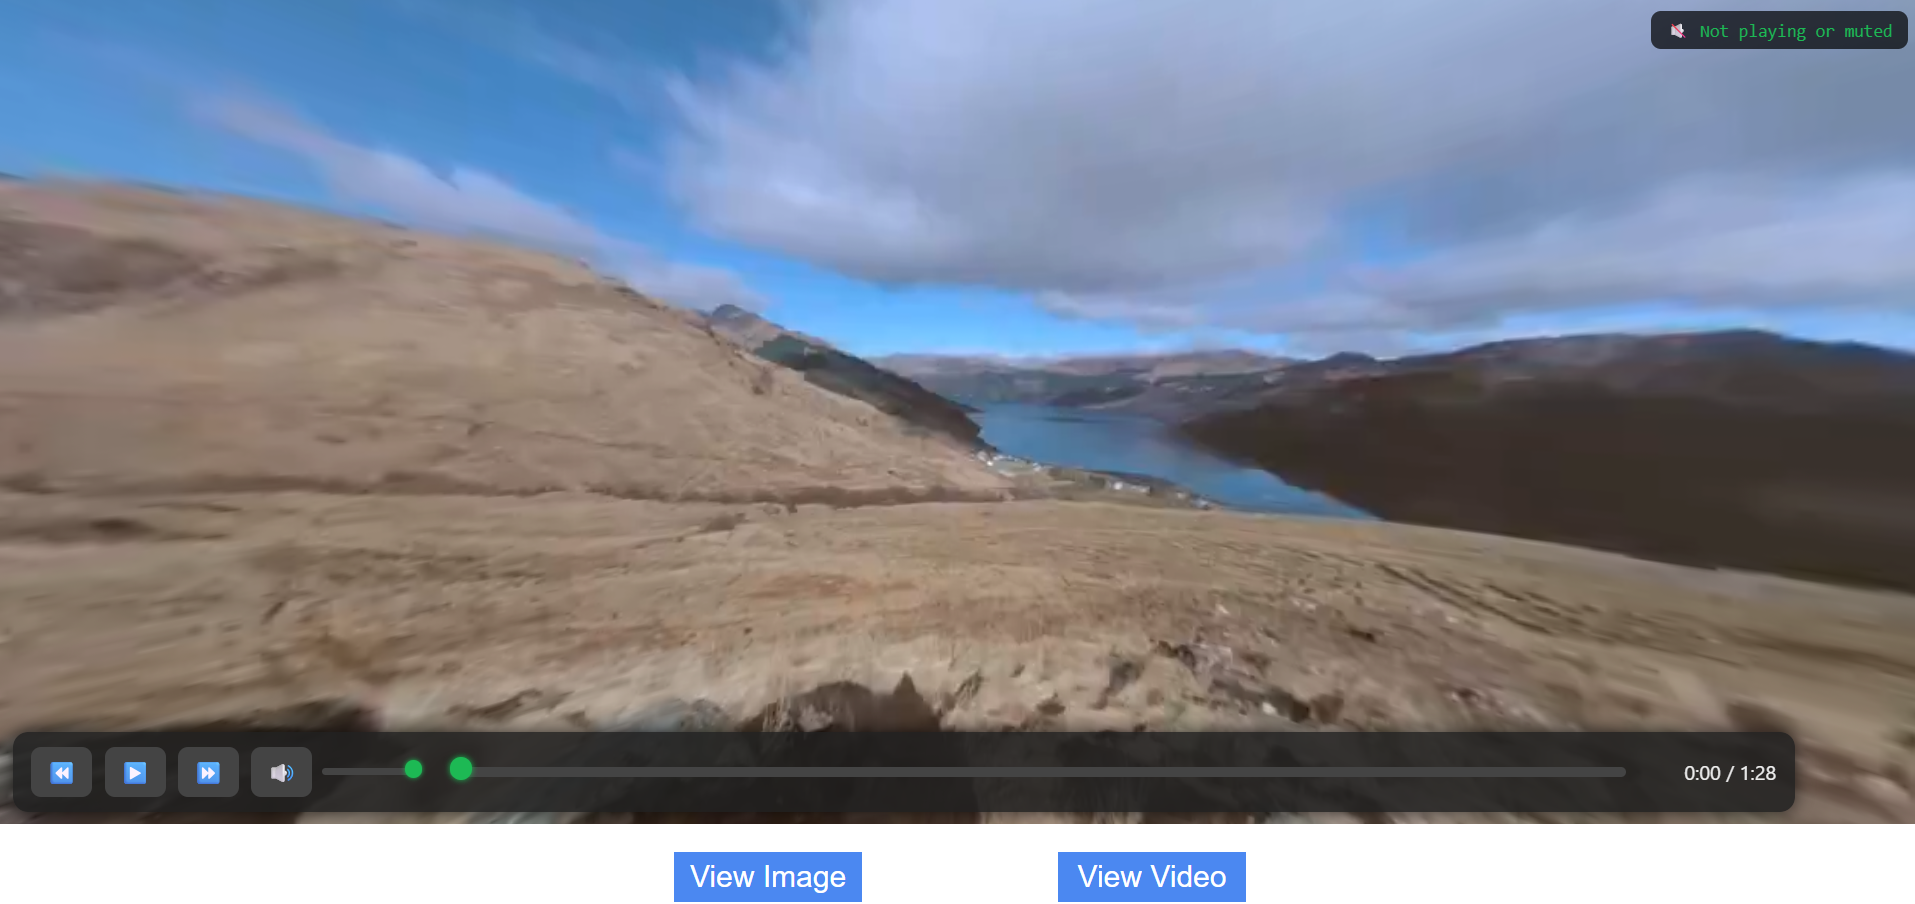 Not playing or muted
0:00 / 1:28
View Image
View Video